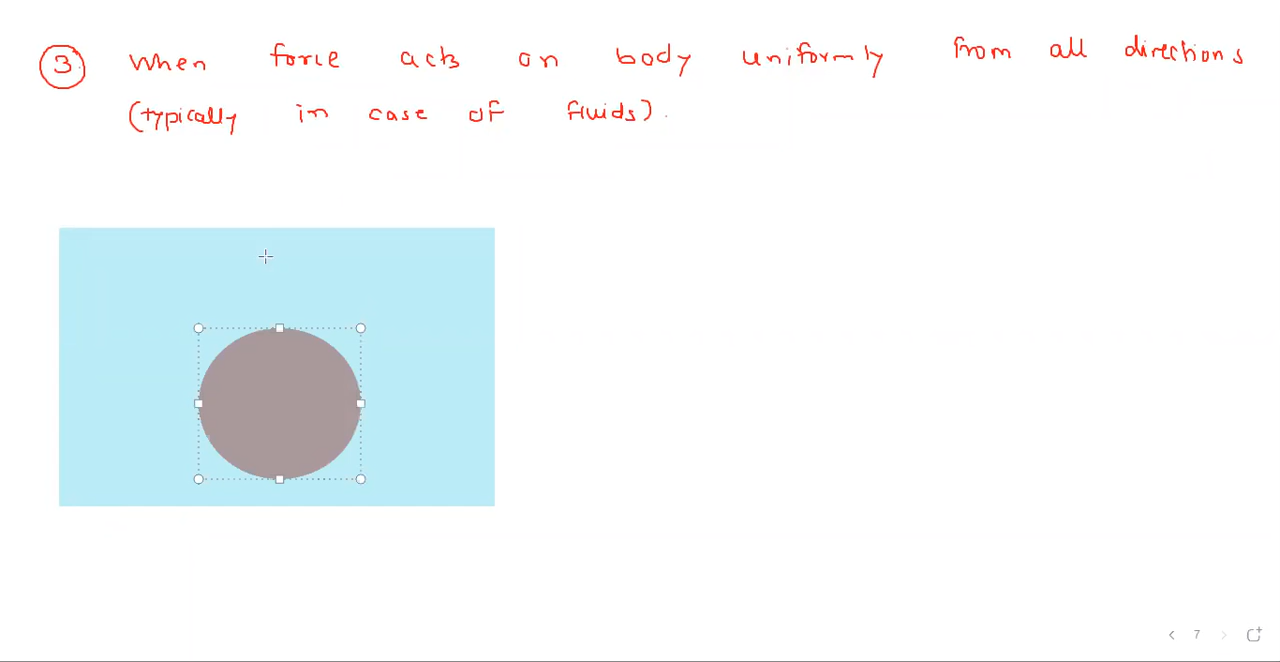 3 When force acts on body uniformly from all directions
(typically in case of fluids).
7